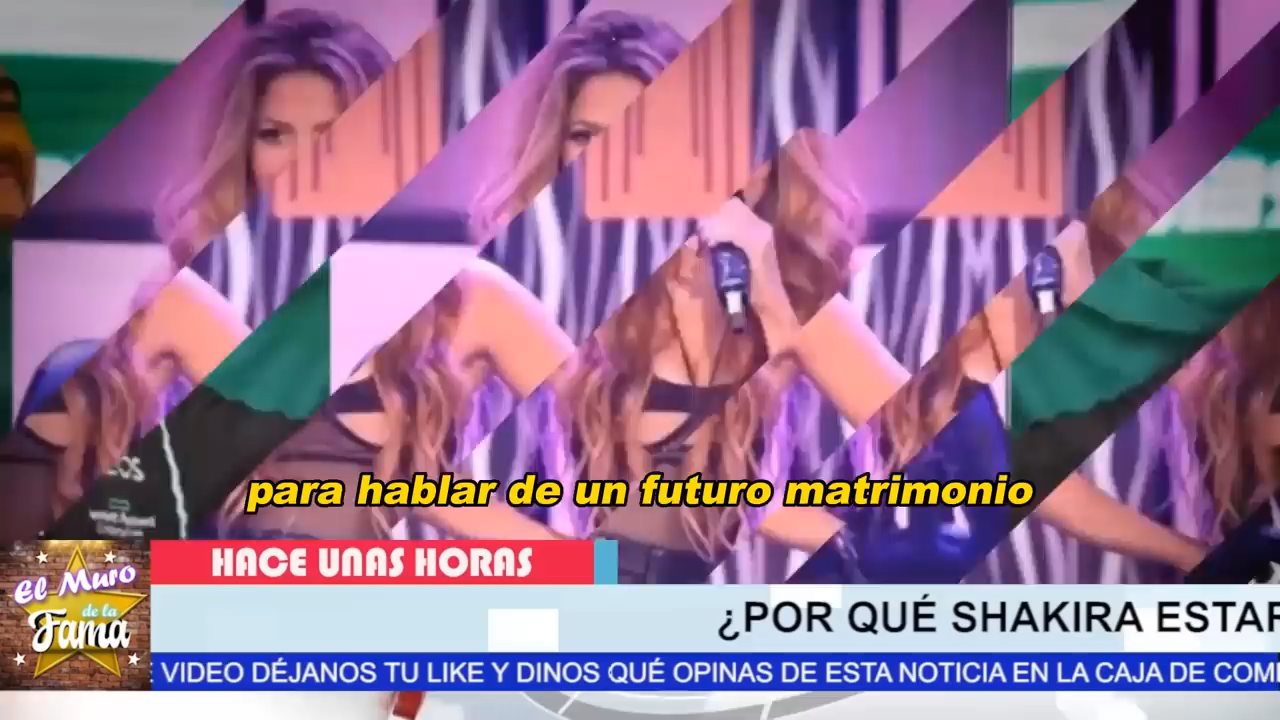 para hablar de un futuro matrimonio
HACE UNAS HORAS
El Muro
de la
Fama
¿POR QUÉ SHAKIRA ESTAR
VIDEO DÉJANOS TU LIKE Y DINOS QUÉ OPINAS DE ESTA NOTICIA EN LA CAJA DE COM